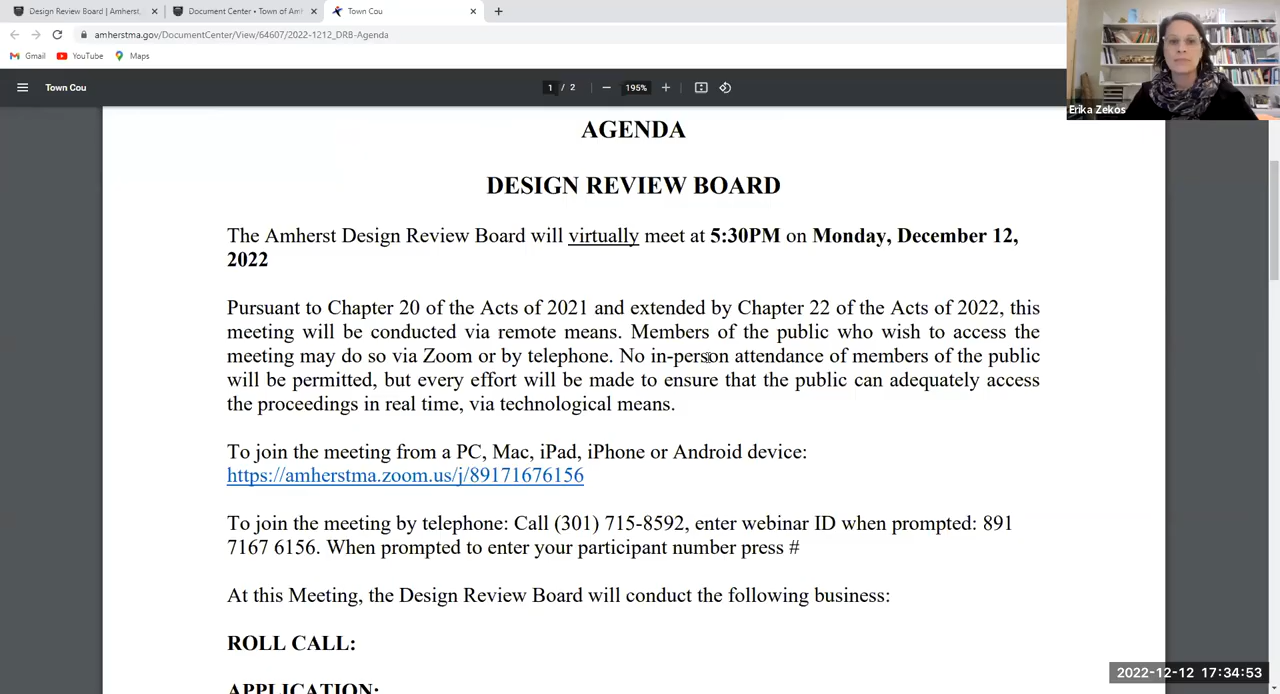 Design Review Board | Amherst,
Document Center • Town of Am
Town Cou
amherstma.gov/DocumentCenter/View/64607/2022-1212_DRB-Agenda
Gmail YouTube Maps
Town Cou
1 / 2
195%
Erika Zekos
AGENDA
DESIGN REVIEW BOARD
The Amherst Design Review Board will virtually meet at 5:30PM on Monday, December 12,
2022
Pursuant to Chapter 20 of the Acts of 2021 and extended by Chapter 22 of the Acts of 2022, this
meeting will be conducted via remote means. Members of the public who wish to access the
meeting may do so via Zoom or by telephone. No in-person attendance of members of the public
will be permitted, but every effort will be made to ensure that the public can adequately access
the proceedings in real time, via technological means.
To join the meeting from a PC, Mac, iPad, iPhone or Android device:
https://amherstma.zoom.us/j/89171676156
To join the meeting by telephone: Call (301) 715-8592, enter webinar ID when prompted: 891
7167 6156. When prompted to enter your participant number press #
At this Meeting, the Design Review Board will conduct the following business:
ROLL CALL:
APPLICATION:
2022-12-12 17:34:53